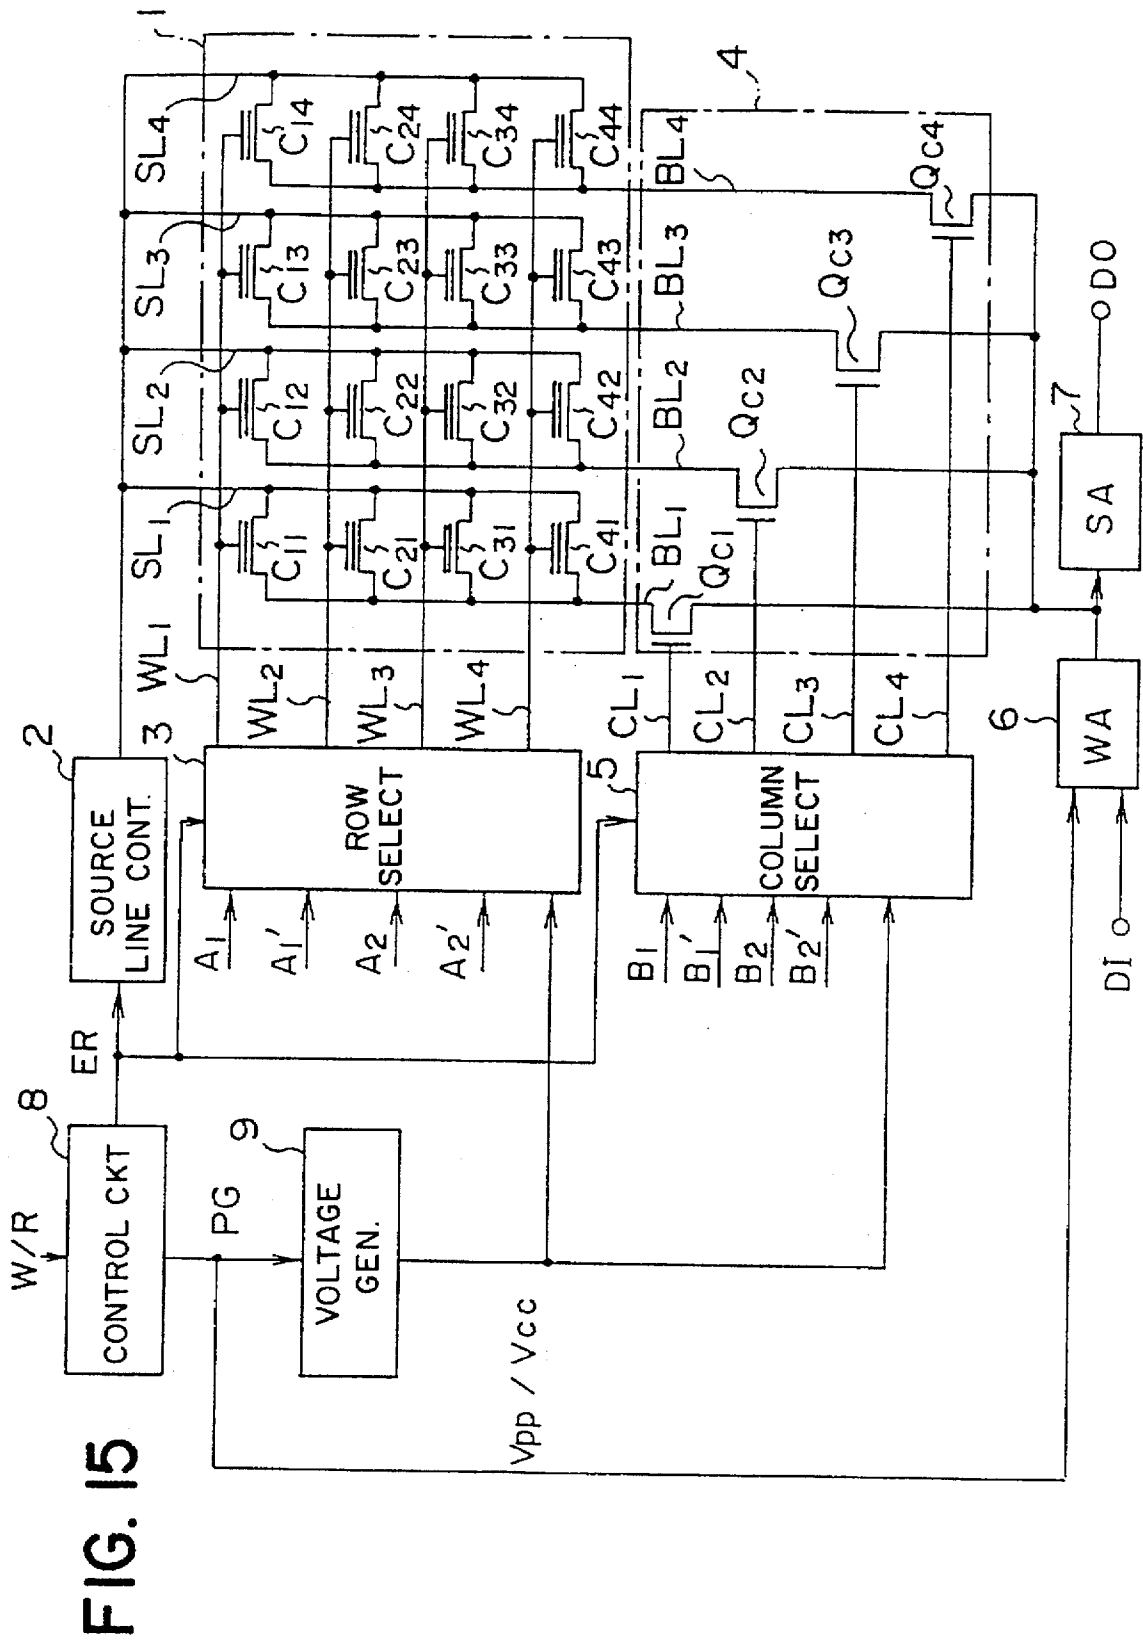 FIG. 15
W/R
8
CONTROL CKT
ER
2
SOURCE
LINE CONT.
PG
9
VOLTAGE
GEN.
Vpp / Vcc
3
ROW
SELECT
A1
A1'
A2
A2'
5
COLUMN
SELECT
B1
B1'
B2
B2'
WL1
WL2
WL3
WL4
CL1
CL2
CL3
CL4
1
SL1
SL2
SL3
SL4
C11
C12
C13
C14
C21
C22
C23
C24
C31
C32
C33
C34
C41
C42
C43
C44
4
BL1
BL2
BL3
BL4
QC1
QC2
QC3
QC4
6
WA
DI
7
SA
DO